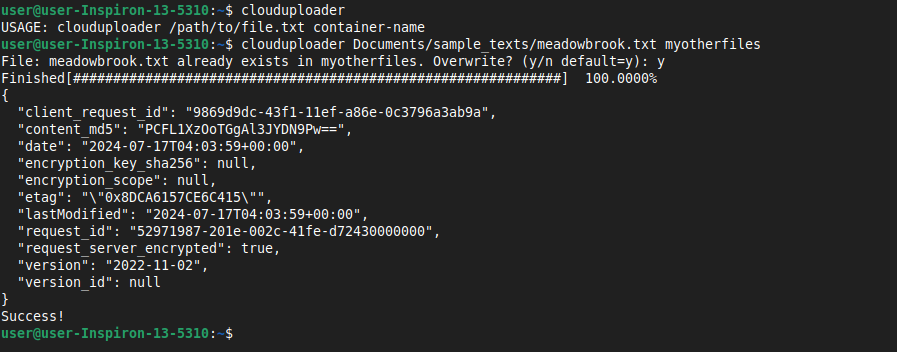 user@user-Inspiron-13-5310:~$ clouduploader
USAGE: clouduploader /path/to/file.txt container-name
user@user-Inspiron-13-5310:~$ clouduploader Documents/sample_texts/meadowbrook.txt myotherfiles
File: meadowbrook.txt already exists in myotherfiles. Overwrite? (y/n default=y): y
Finished[#############################################################]  100.0000%
{
  "client_request_id": "9869d9dc-43f1-11ef-a86e-0c3796a3ab9a",
  "content_md5": "PCFL1XzOoTGgAl3JYDN9Pw==",
  "date": "2024-07-17T04:03:59+00:00",
  "encryption_key_sha256": null,
  "encryption_scope": null,
  "etag": "\"0x8DCA6157CE6C415\"",
  "lastModified": "2024-07-17T04:03:59+00:00",
  "request_id": "52971987-201e-002c-41fe-d72430000000",
  "request_server_encrypted": true,
  "version": "2022-11-02",
  "version_id": null
}
Success!
user@user-Inspiron-13-5310:~$